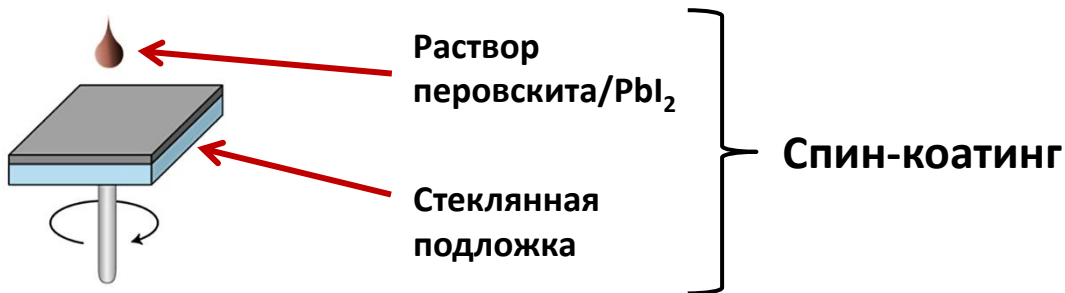 Раствор
перовскита/PbI₂
Стеклянная
подложка
Спин-коатинг